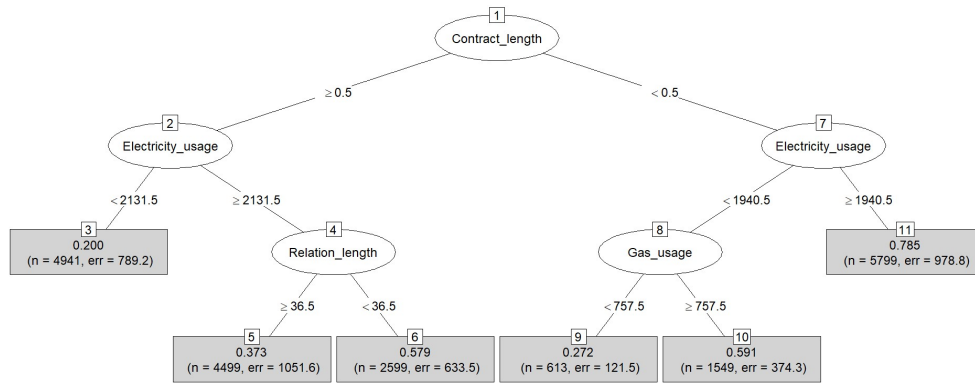 1
Contract_length
≥ 0.5
< 0.5
2
Electricity_usage
7
Electricity_usage
< 2131.5
≥ 2131.5
< 1940.5
≥ 1940.5
3
0.200
(n = 4941, err = 789.2)
4
Relation_length
8
Gas_usage
11
0.785
(n = 5799, err = 978.8)
≥ 36.5
< 36.5
< 757.5
≥ 757.5
5
0.373
(n = 4499, err = 1051.6)
6
0.579
(n = 2599, err = 633.5)
9
0.272
(n = 613, err = 121.5)
10
0.591
(n = 1549, err = 374.3)